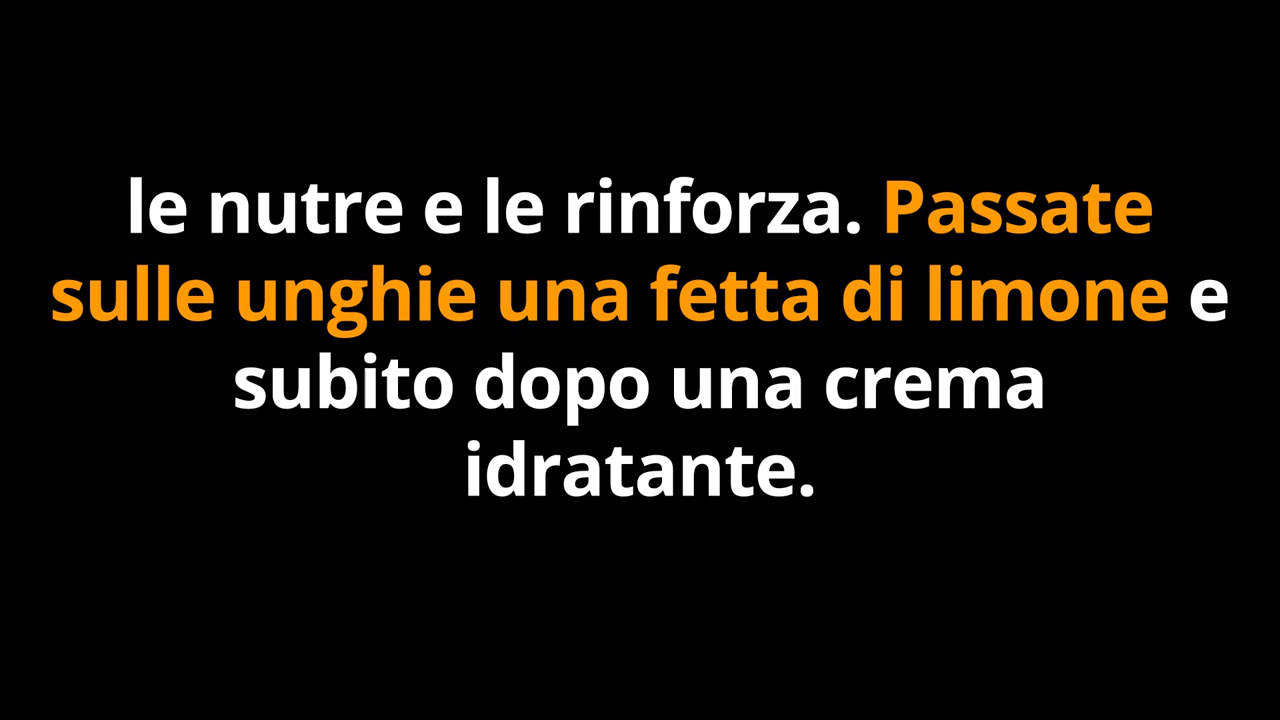 le nutre e le rinforza. Passate
sulle unghie una fetta di limone e
subito dopo una crema
idratante.